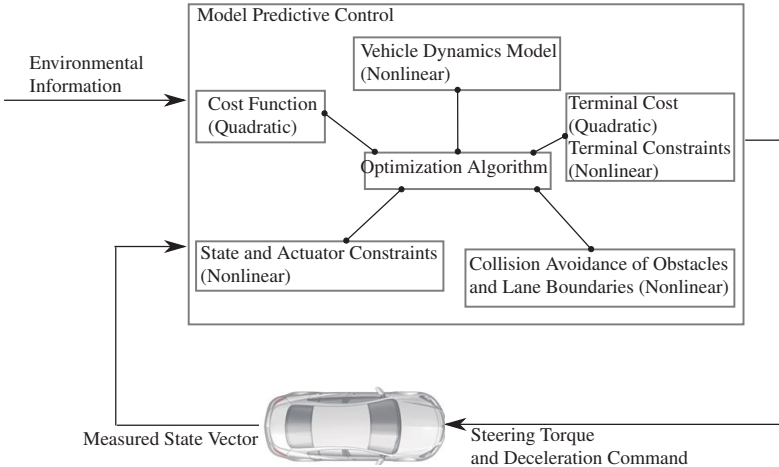 Model Predictive Control
Environmental
Information
Vehicle Dynamics Model
(Nonlinear)
Cost Function
(Quadratic)
Terminal Cost
(Quadratic)
Terminal Constraints
(Nonlinear)
Optimization Algorithm
State and Actuator Constraints
(Nonlinear)
Collision Avoidance of Obstacles
and Lane Boundaries (Nonlinear)
Measured State Vector
Steering Torque
and Deceleration Command